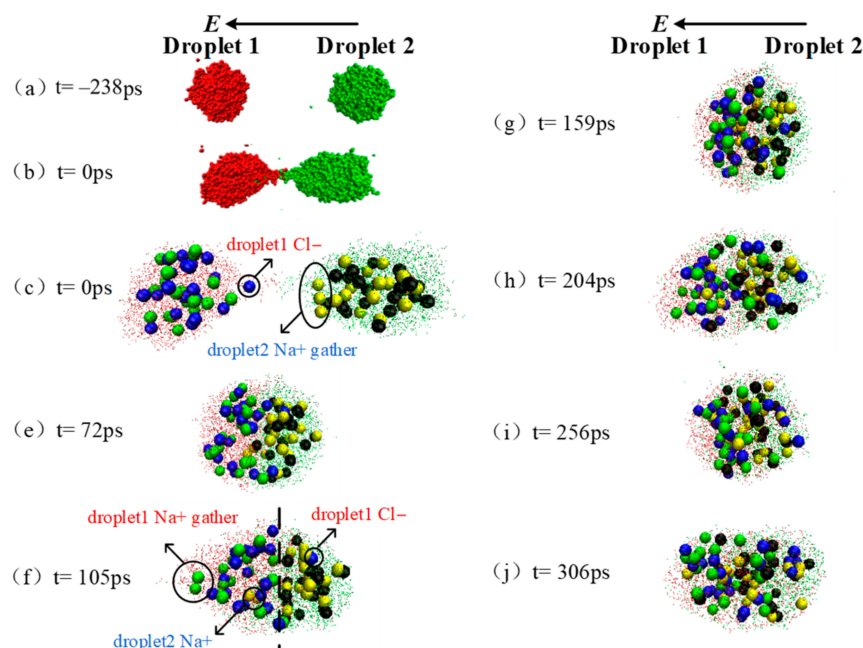 E
Droplet 1 Droplet 2
(a) t= –238ps
(b) t= 0ps
droplet1 Cl–
(c) t= 0ps
droplet2 Na+ gather
(e) t= 72ps
droplet1 Na+ gather
droplet1 Cl–
(f) t= 105ps
droplet2 Na+
E
Droplet 1 Droplet 2
(g) t= 159ps
(h) t= 204ps
(i) t= 256ps
(j) t= 306ps